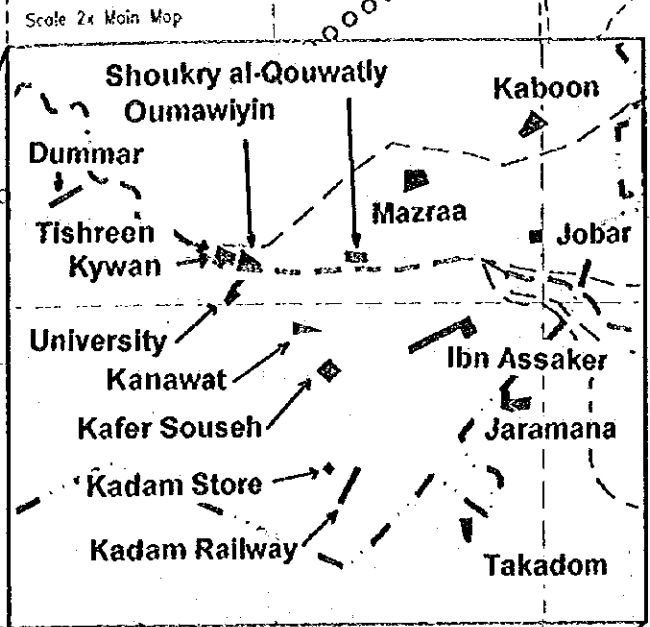 Scale 2x Main Map
Shoukry al-Qouwatly
Oumawiyin
Kaboon
Dummar
Mazraa
Tishreen
Jobar
Kywan
University
Ibn Assaker
Kanawat
Kafer Souseh
Jaramana
Kadam Store
Kadam Railway
Takadom